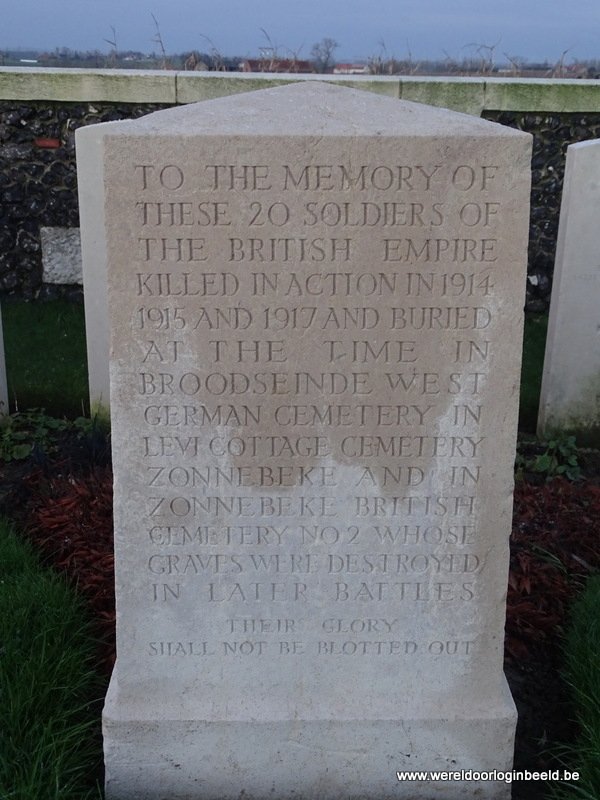 TO THE MEMORY OF
THESE 20 SOLDIERS OF
THE BRITISH EMPIRE
KILLED IN ACTION IN 1914
1915 AND 1917 AND BURIED
AT THE TIME IN
BROODSEINDE WEST
GERMAN CEMETERY IN
LEVI COTTAGE CEMETERY
ZONNEBEKE AND IN
ZONNEBEKE BRITISH
CEMETERY NO 2 WHOSE
GRAVES WERE DESTROYED
IN LATER BATTLES
THEIR GLORY
SHALL NOT BE BLOTTED OUT
www.wereldoorloginbeeld.be